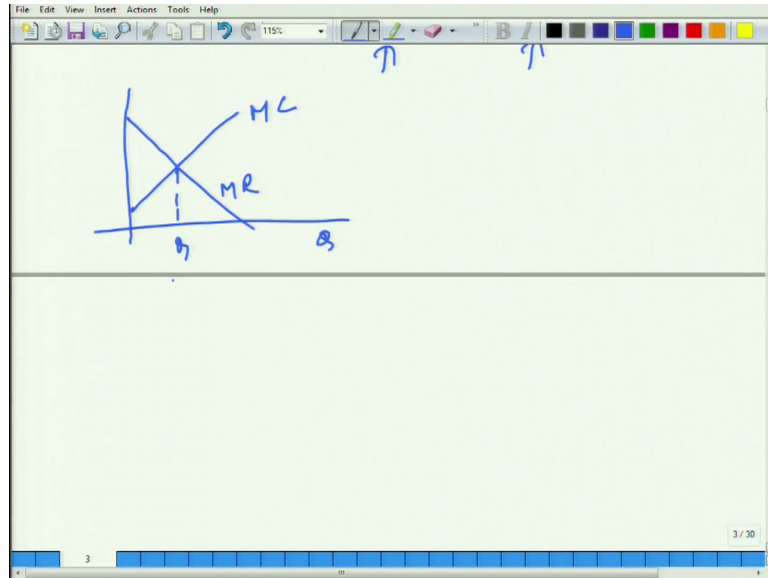 File Edit View Insert Actions Tools Help
115%
B I
π π
MC
MR
Q
3 / 30
3